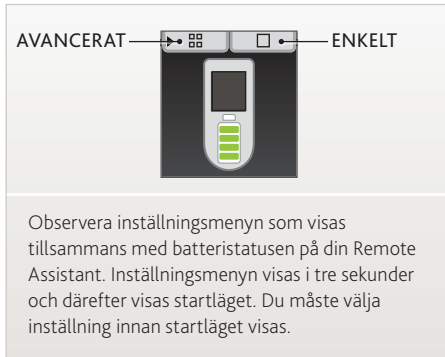 AVANCERAT ENKELT
Observera inställningsmenyn som visas
tillsammans med batteristatusen på din Remote
Assistant. Inställningsmenyn visas i tre sekunder
och därefter visas startläget. Du måste välja
inställning innan startläget visas.